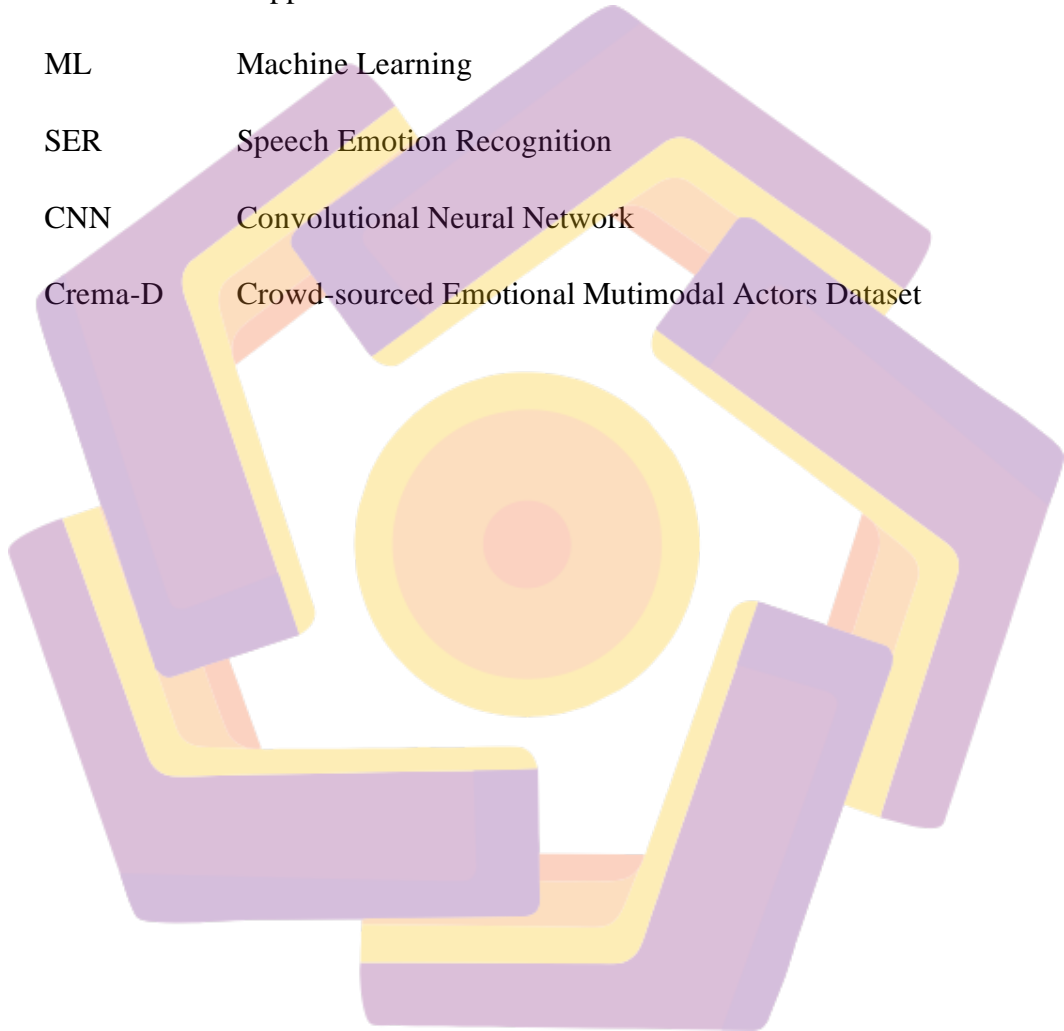 ML Machine Learning
SER Speech Emotion Recognition
CNN Convolutional Neural Network
Crema-D Crowd-sourced Emotional Mutimodal Actors Dataset